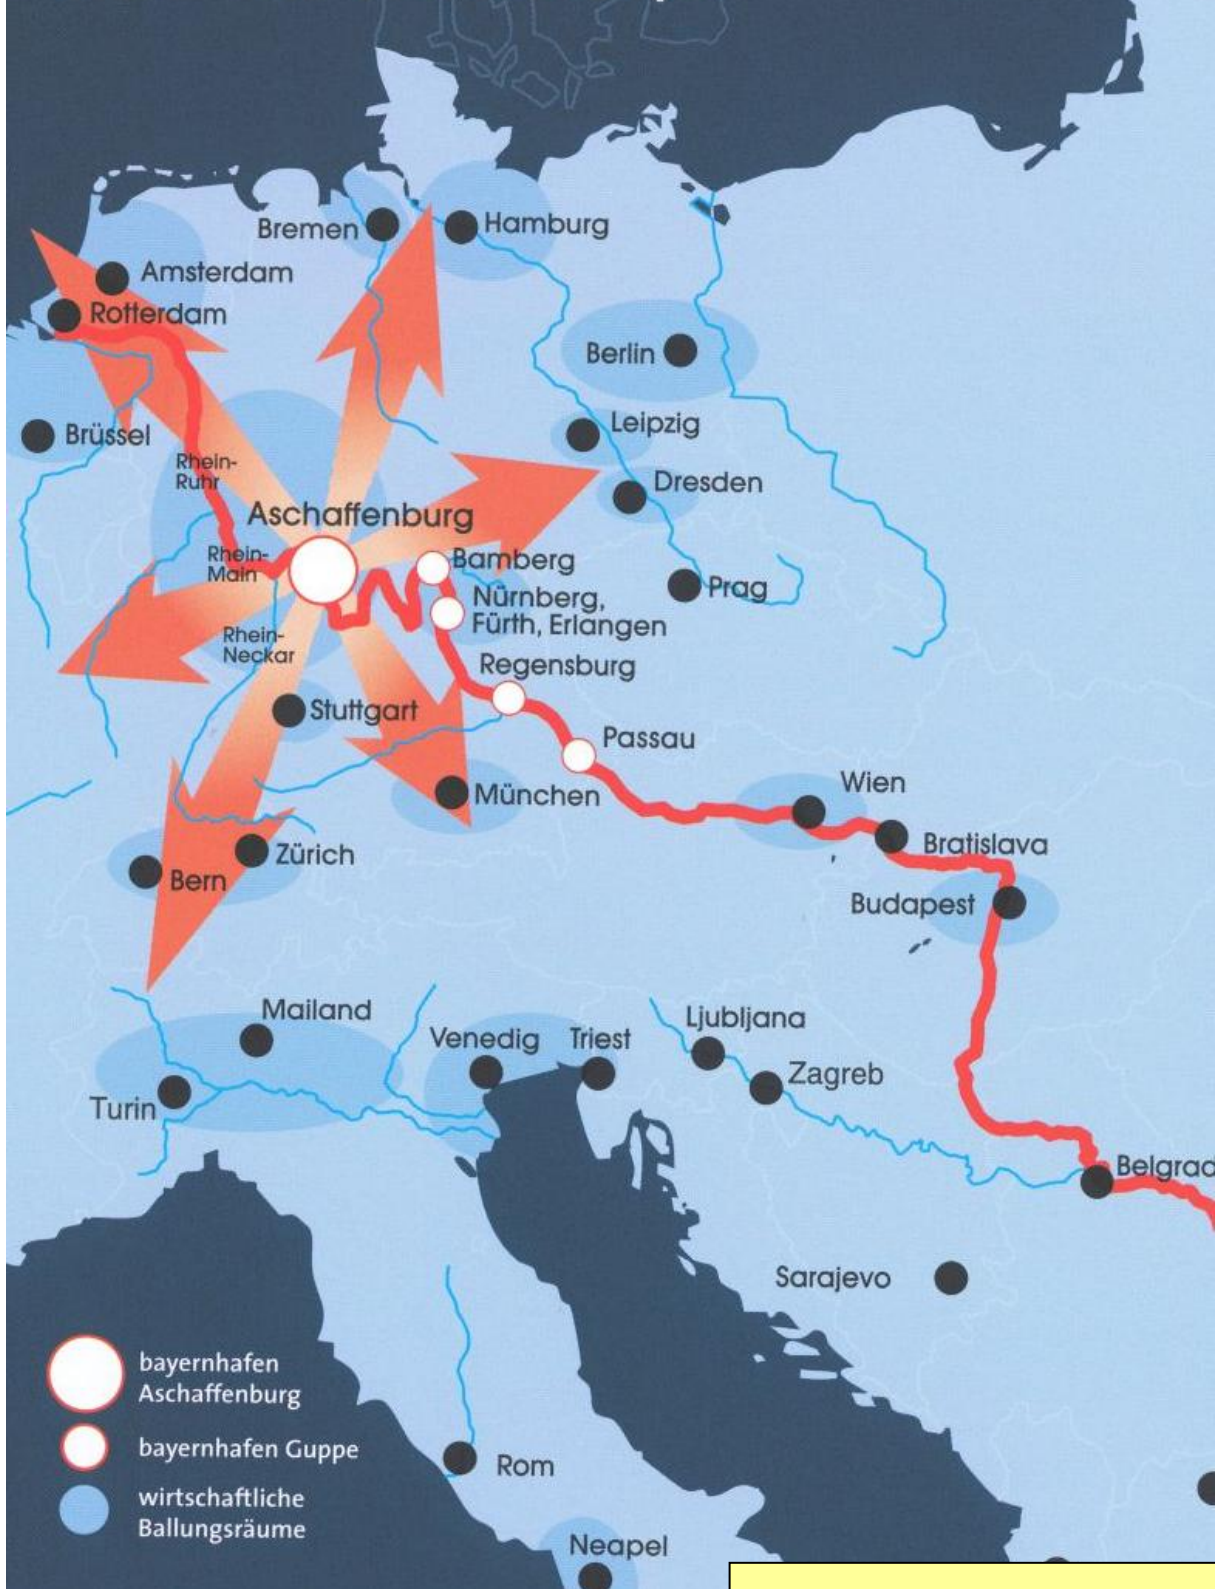 Bremen
Hamburg
Amsterdam
Rotterdam
Berlin
Leipzig
Brüssel
Rhein-
Ruhr
Dresden
Aschaffenburg
Rhein-
Main
Bamberg
Prag
Nürnberg,
Fürth, Erlangen
Rhein-
Neckar
Regensburg
Stuttgart
Passau
Wien
München
Bratislava
Zürich
Bern
Budapest
Mailand
Venedig
Triest
Ljubljana
Zagreb
Turin
Belgrad
Sarajevo
bayernhafen
Aschaffenburg
bayernhafen Guppe
wirtschaftliche
Ballungsräume
Rom
Neapel